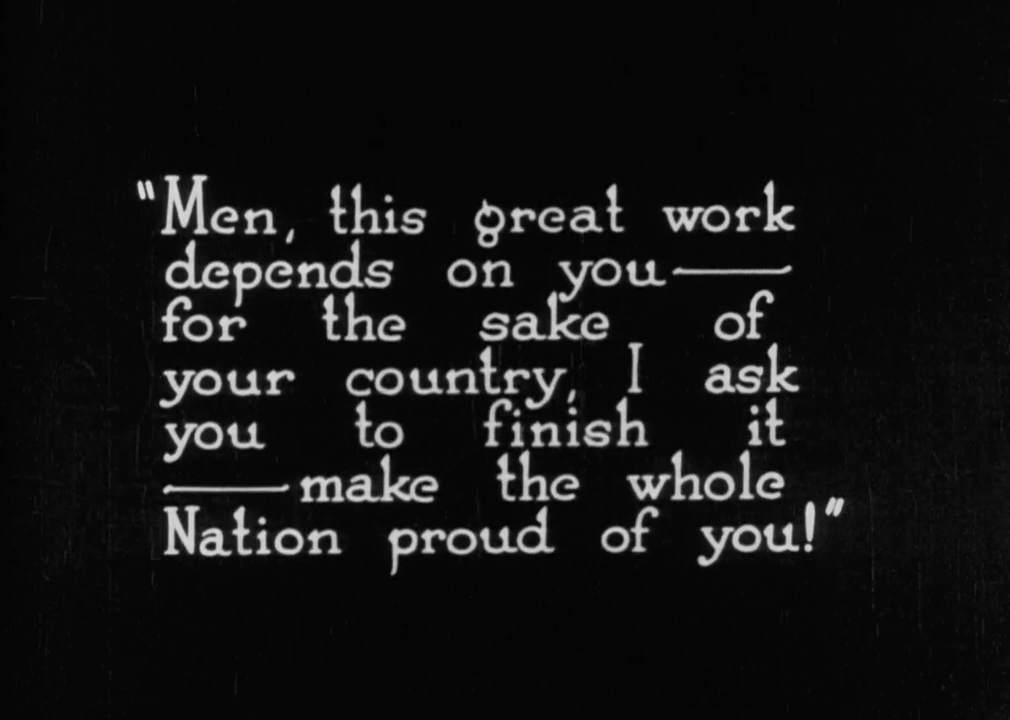 "Men, this great work
depends on you——
for the sake of
your country, I ask
you to finish it
——make the whole
Nation proud of you!"